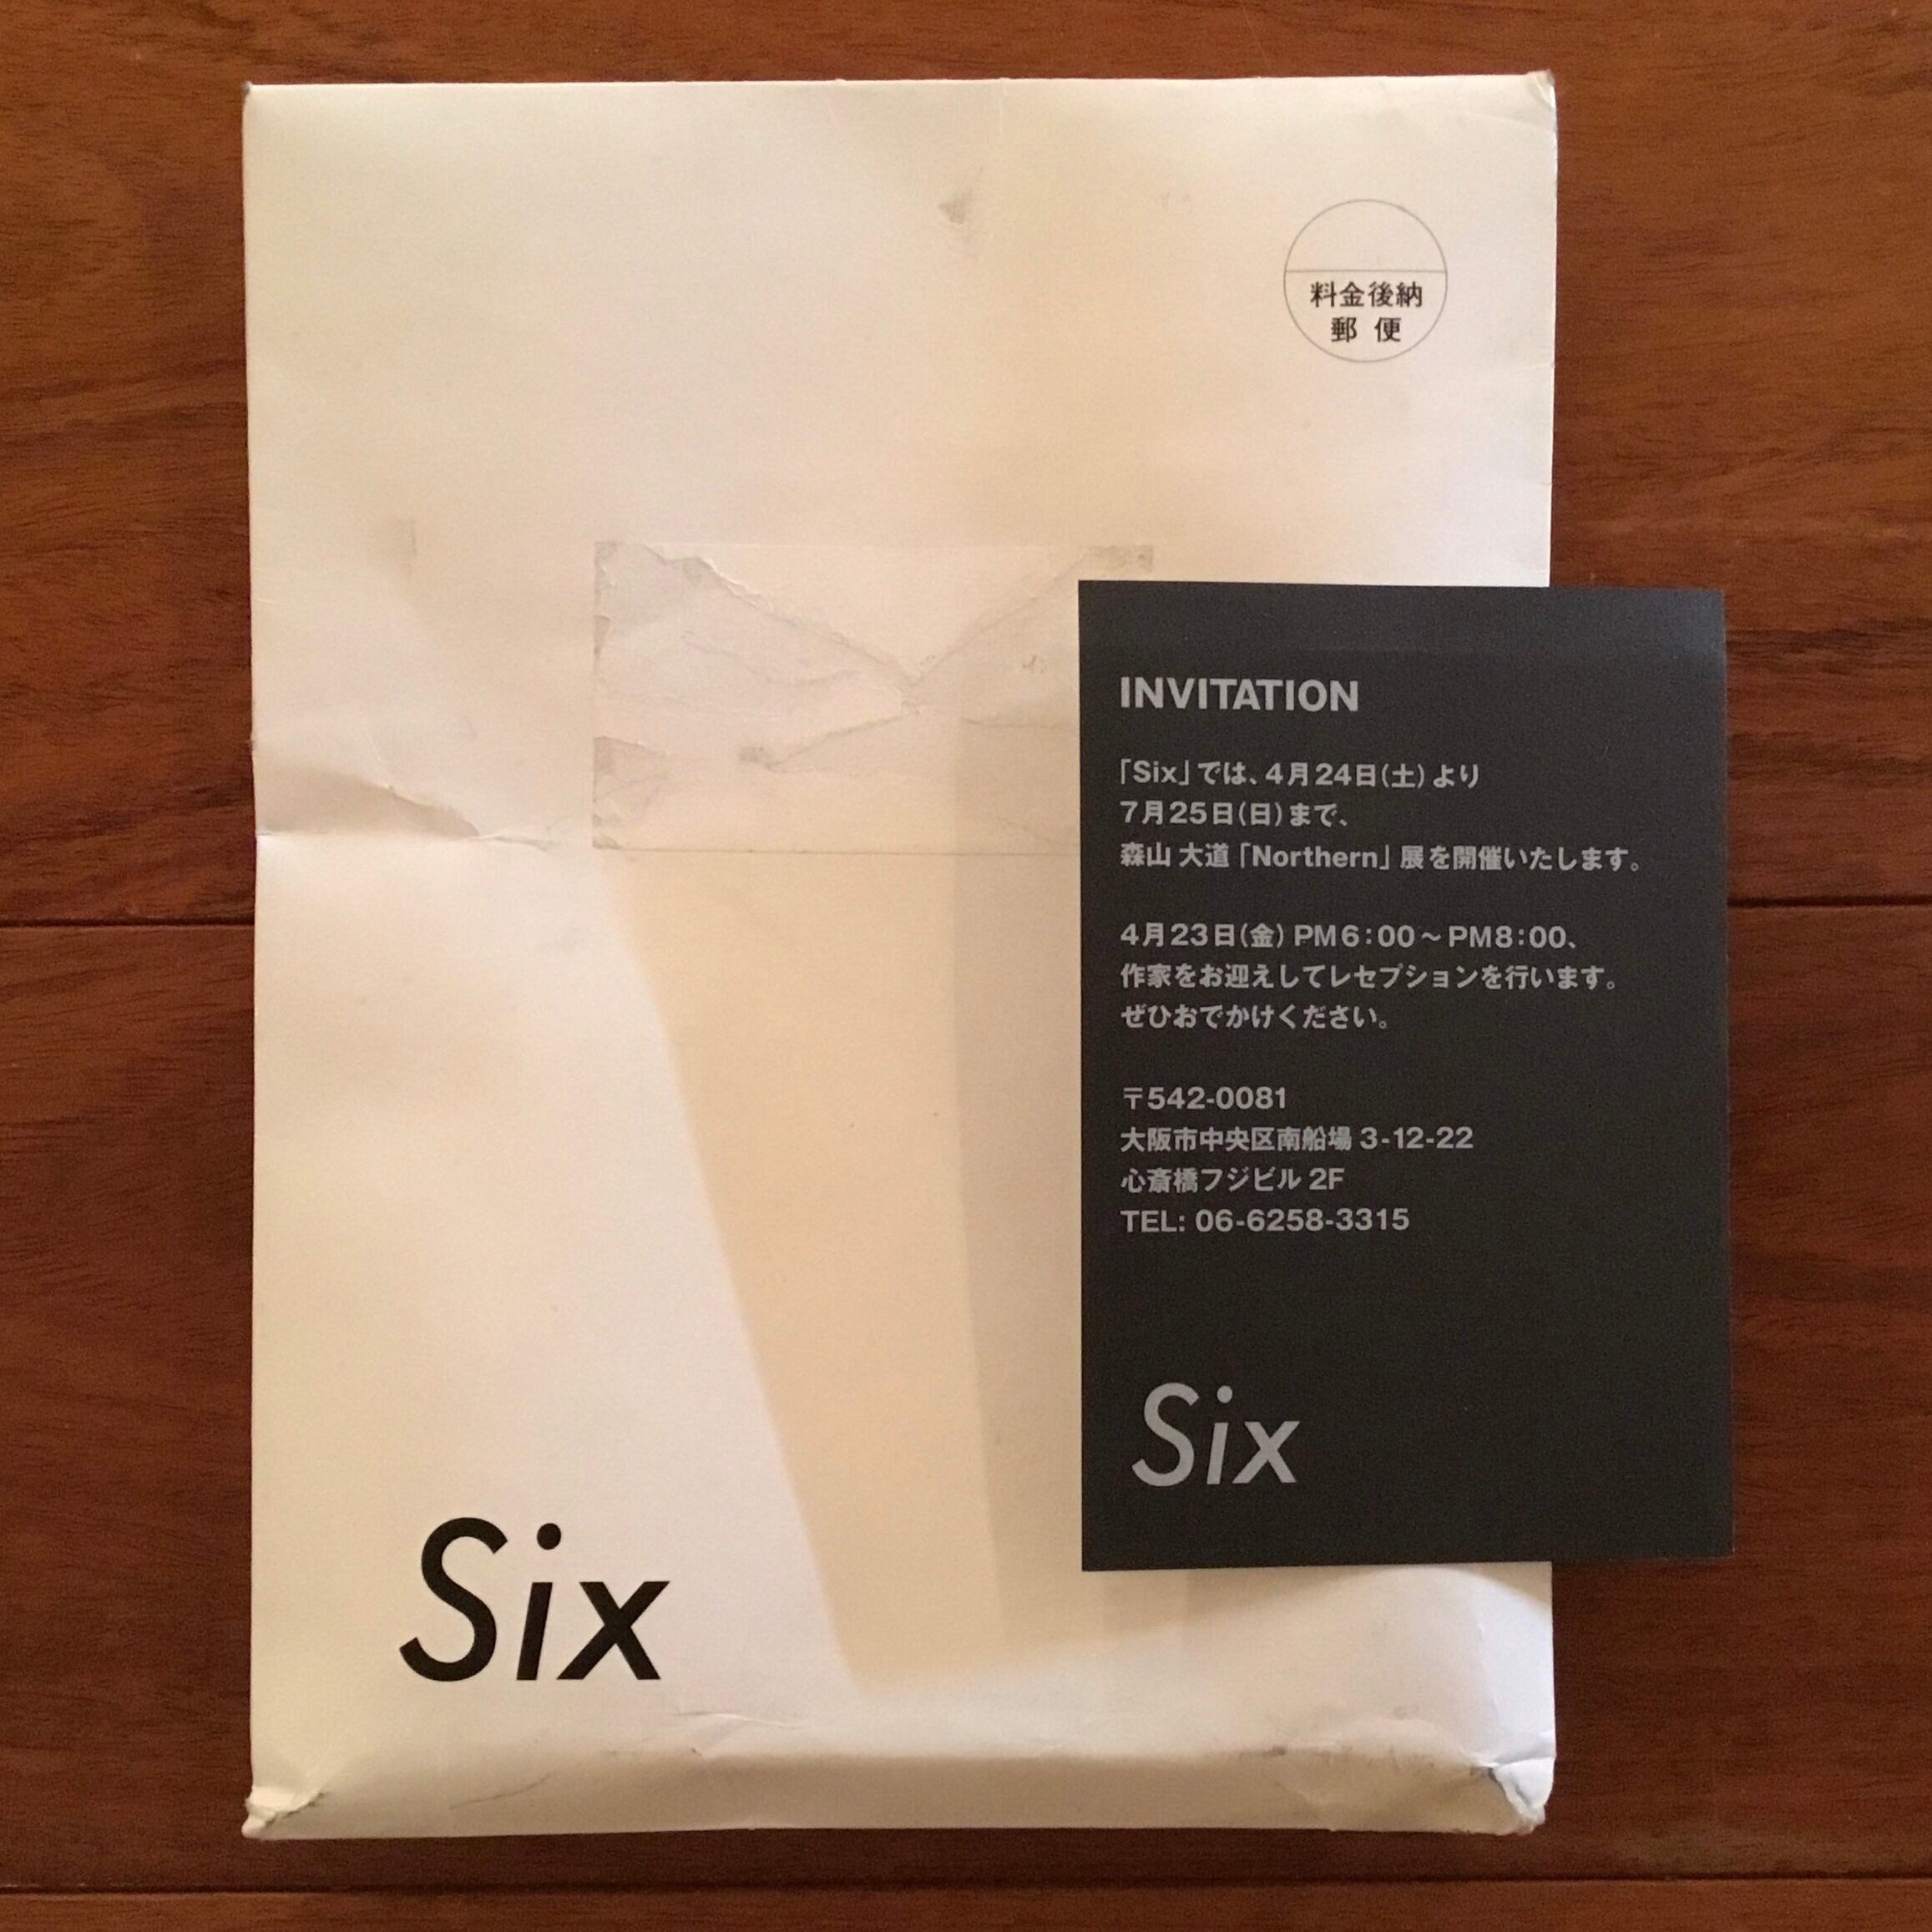 料金後納
郵便
INVITATION
「Six」では、4月24日(土)より
7月25日(日)まで、
森山 大道「Northern」展を開催いたします。
4月23日(金) PM6:00～PM8:00、
作家をお迎えしてレセプションを行います。
ぜひおでかけください。
〒542-0081
大阪市中央区南船場 3-12-22
心斎橋フジビル 2F
TEL: 06-6258-3315
Six
Six